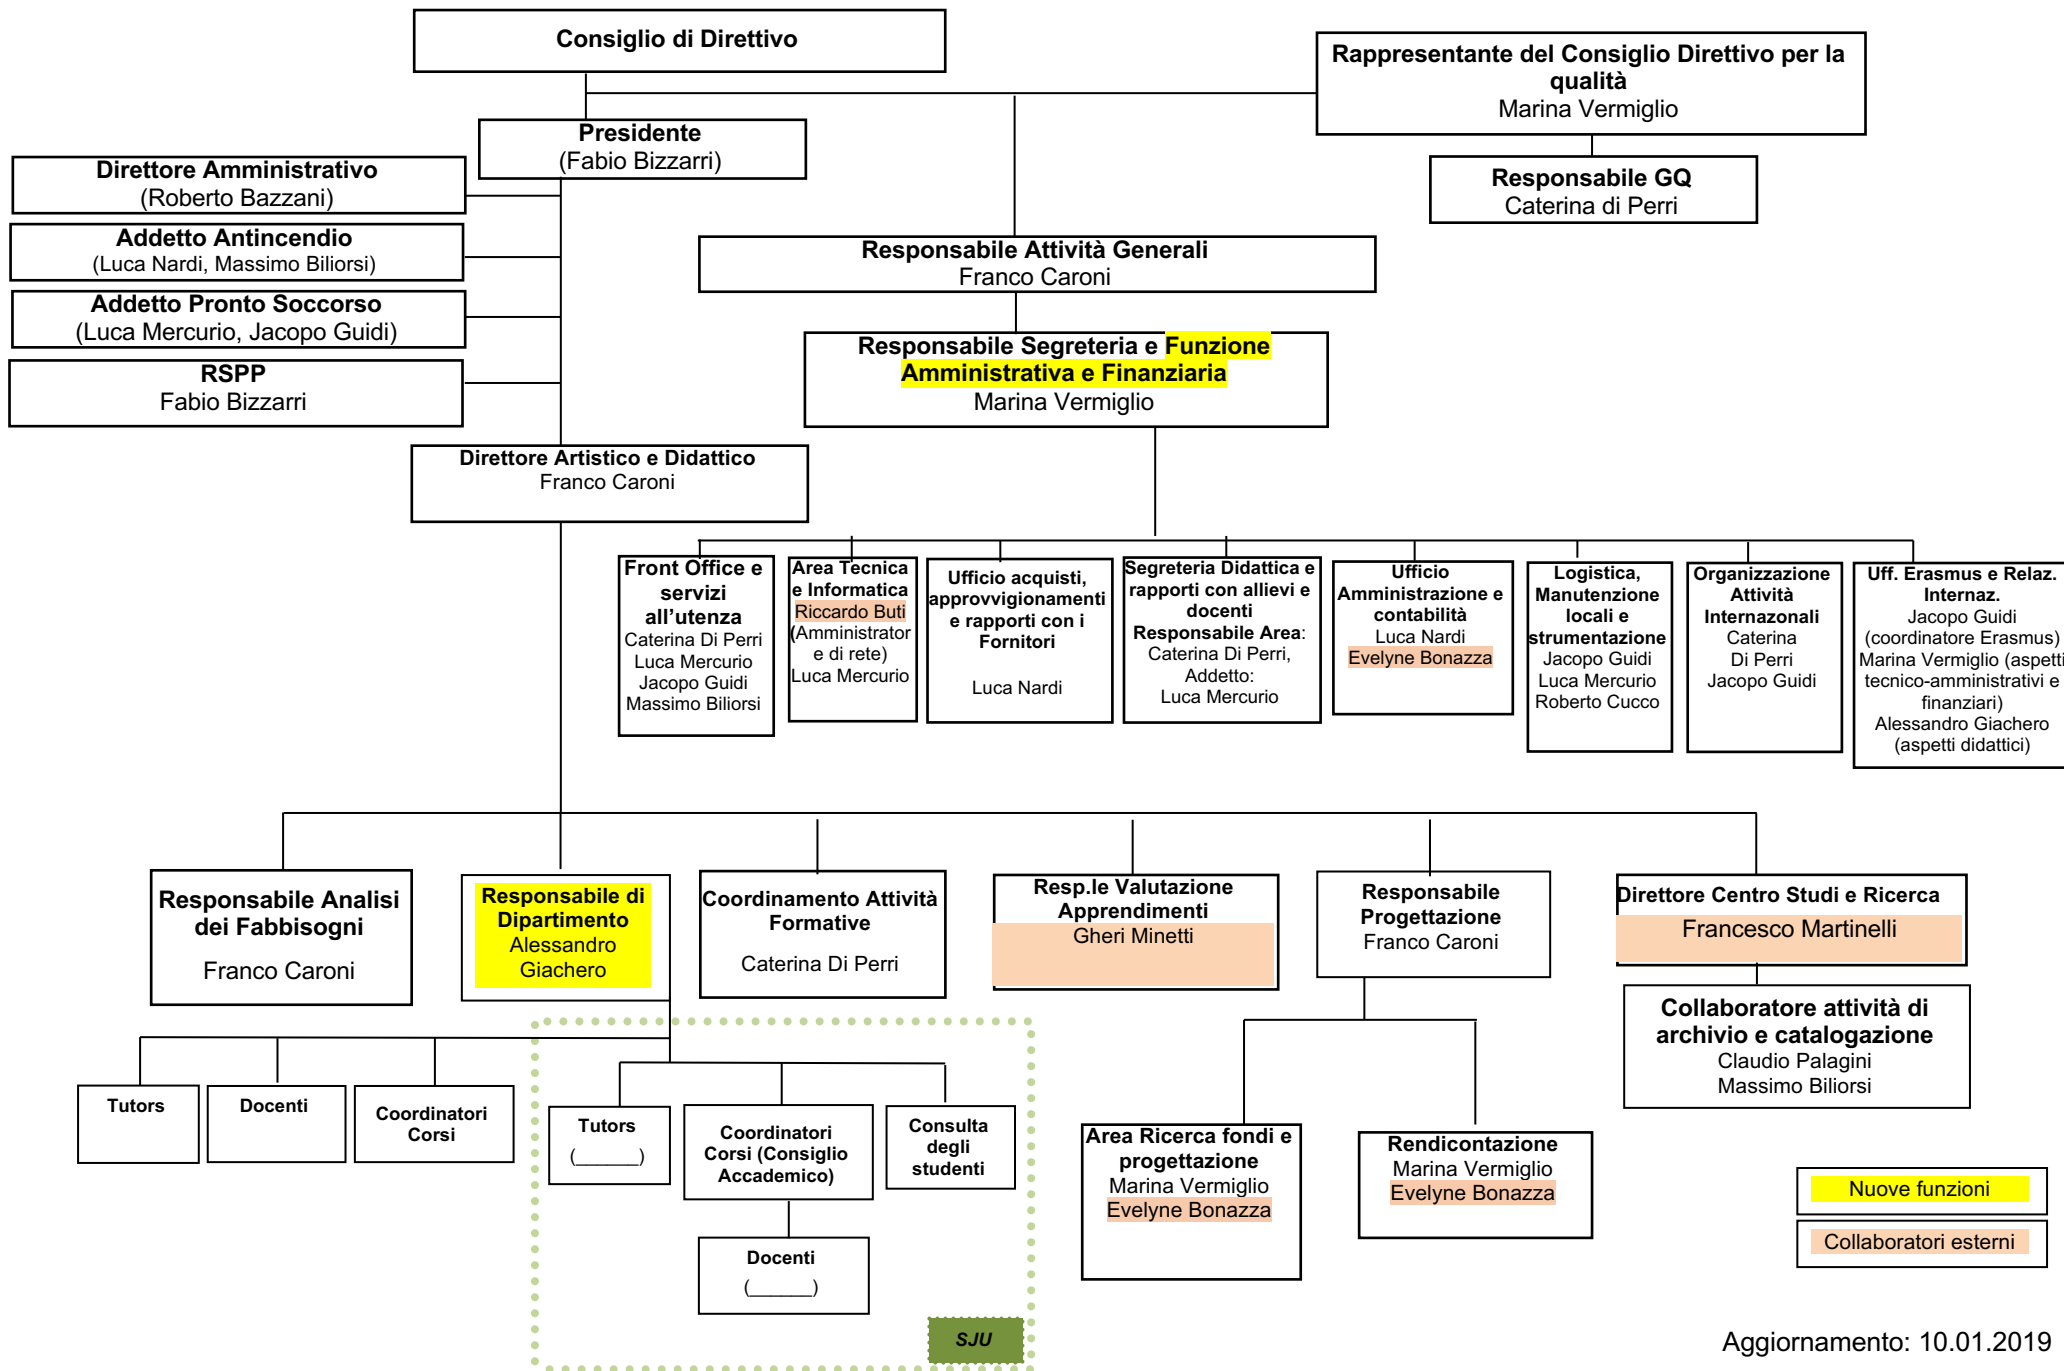 Consiglio di Direttivo
Rappresentante del Consiglio Direttivo per la
qualità
Marina Vermiglio
Presidente
(Fabio Bizzarri)
Direttore Amministrativo
(Roberto Bazzani)
Responsabile GQ
Caterina di Perri
Addetto Antincendio
(Luca Nardi, Massimo Biliorsi)
Responsabile Attività Generali
Franco Caroni
Addetto Pronto Soccorso
(Luca Mercurio, Jacopo Guidi)
Responsabile Segreteria e Funzione
Amministrativa e Finanziaria
Marina Vermiglio
RSPP
Fabio Bizzarri
Direttore Artistico e Didattico
Franco Caroni
Front Office e
servizi
all’utenza
Caterina Di Perri
Luca Mercurio
Jacopo Guidi
Massimo Biliorsi
Area Tecnica
e Informatica
Riccardo Buti
(Amministrator
e di rete)
Luca Mercurio
Ufficio acquisti,
approvvigionamenti
e rapporti con i
Fornitori
Luca Nardi
Segreteria Didattica e
rapporti con allievi e
docenti
Responsabile Area:
Caterina Di Perri,
Addetto:
Luca Mercurio
Ufficio
Amministrazione e
contabilità
Luca Nardi
Evelyne Bonazza
Logistica,
Manutenzione
locali e
strumentazione
Jacopo Guidi
Luca Mercurio
Roberto Cucco
Organizzazione
Attività
Internazonali
Caterina
Di Perri
Jacopo Guidi
Uff. Erasmus e Relaz.
Internaz.
Jacopo Guidi
(coordinatore Erasmus)
Marina Vermiglio (aspetti
tecnico-amministrativi e
finanziari)
Alessandro Giachero
(aspetti didattici)
Responsabile Analisi
dei Fabbisogni
Franco Caroni
Responsabile di
Dipartimento
Alessandro
Giachero
Coordinamento Attività
Formative
Caterina Di Perri
Resp.le Valutazione
Apprendimenti
Gheri Minetti
Responsabile
Progettazione
Franco Caroni
Direttore Centro Studi e Ricerca
Francesco Martinelli
Collaboratore attività di
archivio e catalogazione
Claudio Palagini
Massimo Biliorsi
Tutors
Docenti
Coordinatori
Corsi
Tutors
(______)
Coordinatori
Corsi (Consiglio
Accademico)
Consulta
degli
studenti
Docenti
(______)
SJU
Area Ricerca fondi e
progettazione
Marina Vermiglio
Evelyne Bonazza
Rendicontazione
Marina Vermiglio
Evelyne Bonazza
Nuove funzioni
Collaboratori esterni
Aggiornamento: 10.01.2019